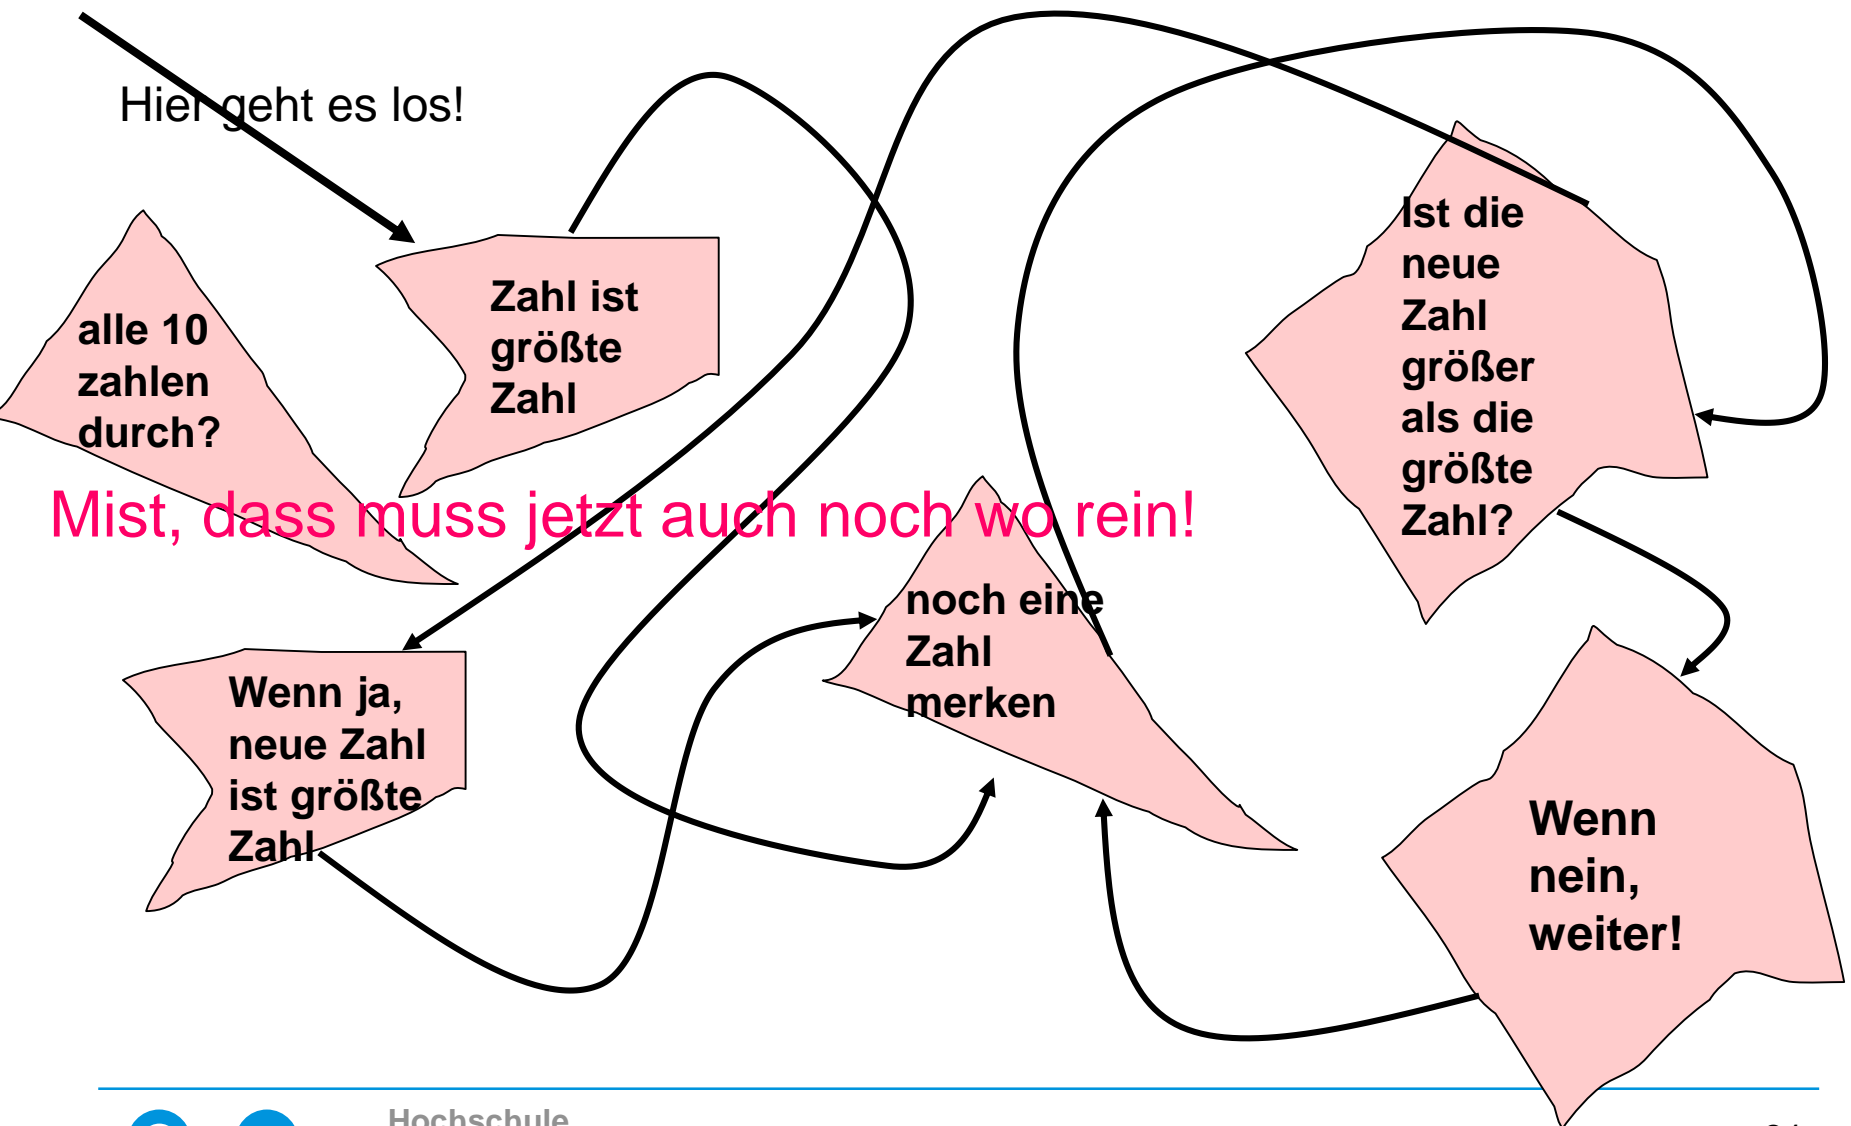 Hier geht es los!
alle 10
zahlen
durch?
Zahl ist
größte
Zahl
Ist die
neue
Zahl
größer
als die
größte
Zahl?
Mist, dass muss jetzt auch noch wo rein!
noch eine
Zahl
merken
Wenn ja,
neue Zahl
ist größte
Zahl
Wenn
nein,
weiter!
Hochschule